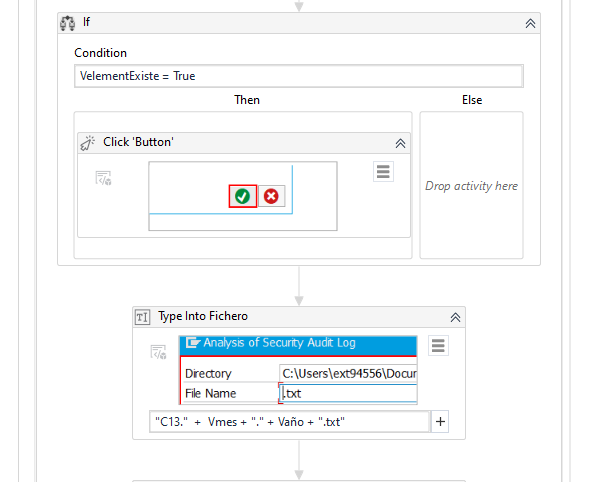 If
Condition
VelementExiste = True
Then
Else
Click 'Button'
Drop activity here
Type Into Fichero
Analysis of Security Audit Log
Directory
C:\Users\ext94556\Docur
File Name
.txt
"C13." + Vmes + "." + Vaño + ".txt"
+